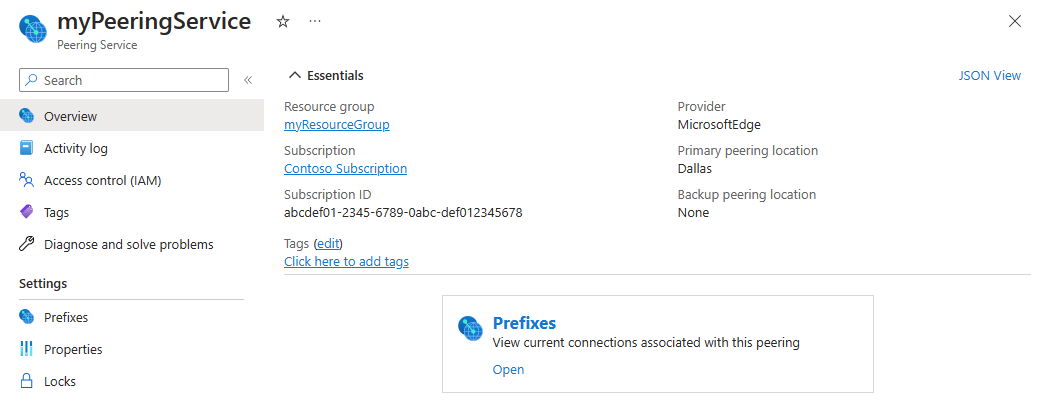 myPeeringService
Peering Service
Search
Overview
Activity log
Access control (IAM)
Tags
Diagnose and solve problems
Settings
Prefixes
Properties
Locks
Essentials
JSON View
Resource group
myResourceGroup
Subscription
Contoso Subscription
Subscription ID
abcdef01-2345-6789-0abc-def012345678
Tags (edit)
Click here to add tags
Provider
MicrosoftEdge
Primary peering location
Dallas
Backup peering location
None
Prefixes
View current connections associated with this peering
Open